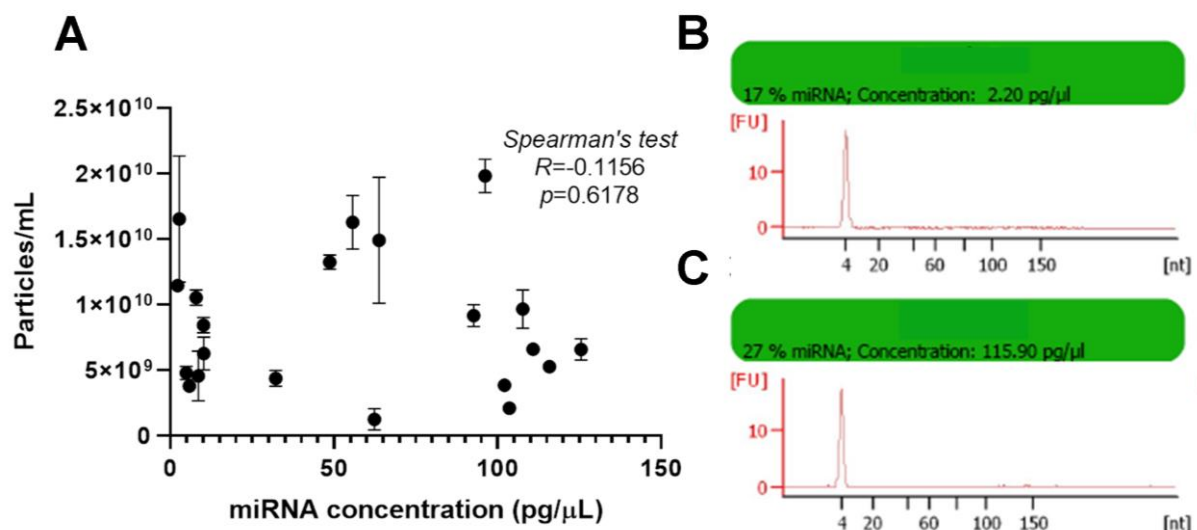 A
2.5×10¹⁰
2×10¹⁰
1.5×10¹⁰
1×10¹⁰
5×10⁹
0
Particles/mL
Spearman's test
R=-0.1156
p=0.6178
0 50 100 150
miRNA concentration (pg/μL)
B
17 % miRNA; Concentration: 2.20 pg/μl
[FU]
10
0
4 20 60 100 150 [nt]
C
27 % miRNA; Concentration: 115.90 pg/μl
[FU]
10
0
4 20 60 100 150 [nt]